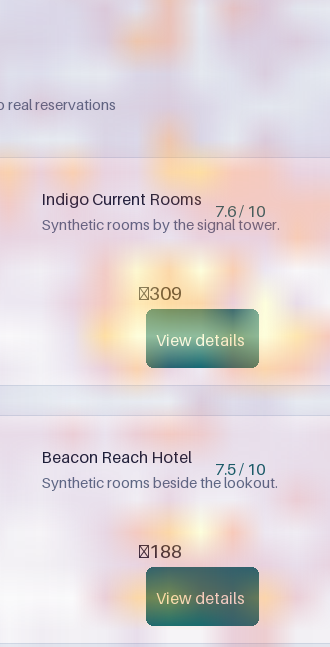 real reservations
Indigo Current Rooms
7.6 / 10
Synthetic rooms by the signal tower.
309
View details
Beacon Reach Hotel
7.5 / 10
Synthetic rooms beside the lookout.
188
View details